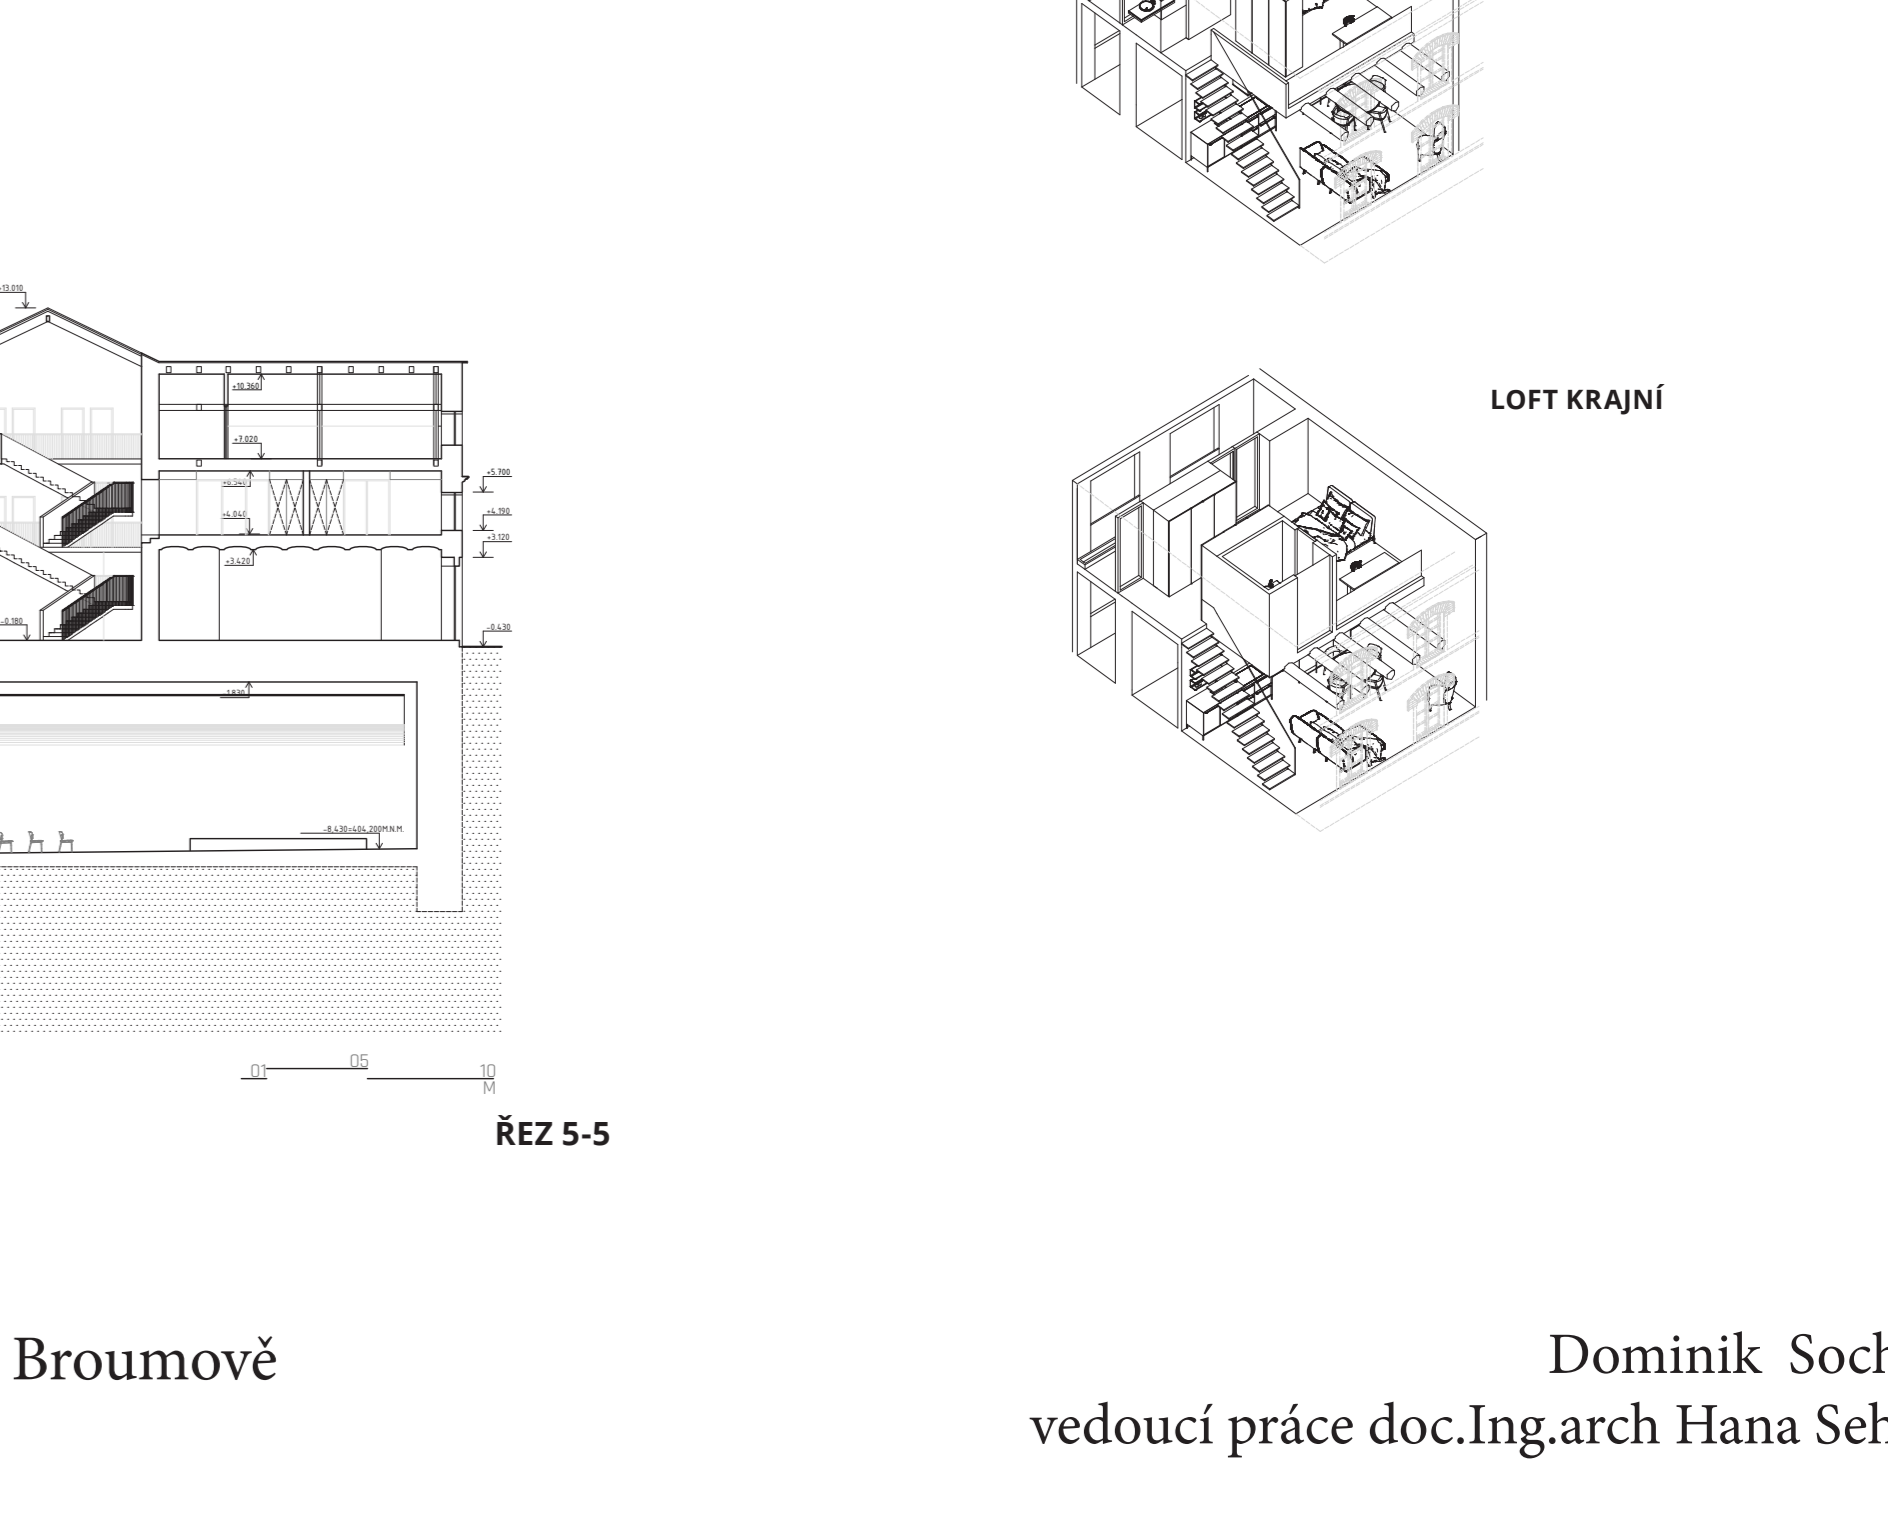 +13.010
+10.360
+7.020
+6.540
+5.700
+4.040
+4.190
+3.120
+3.420
-0.180
-0.430
-1.830
-8,430=404,200M.N.M.
01
05
10
M
ŘEZ 5-5
LOFT KRAJNÍ
Broumově
Dominik Soch
vedoucí práce doc.Ing.arch Hana Seh